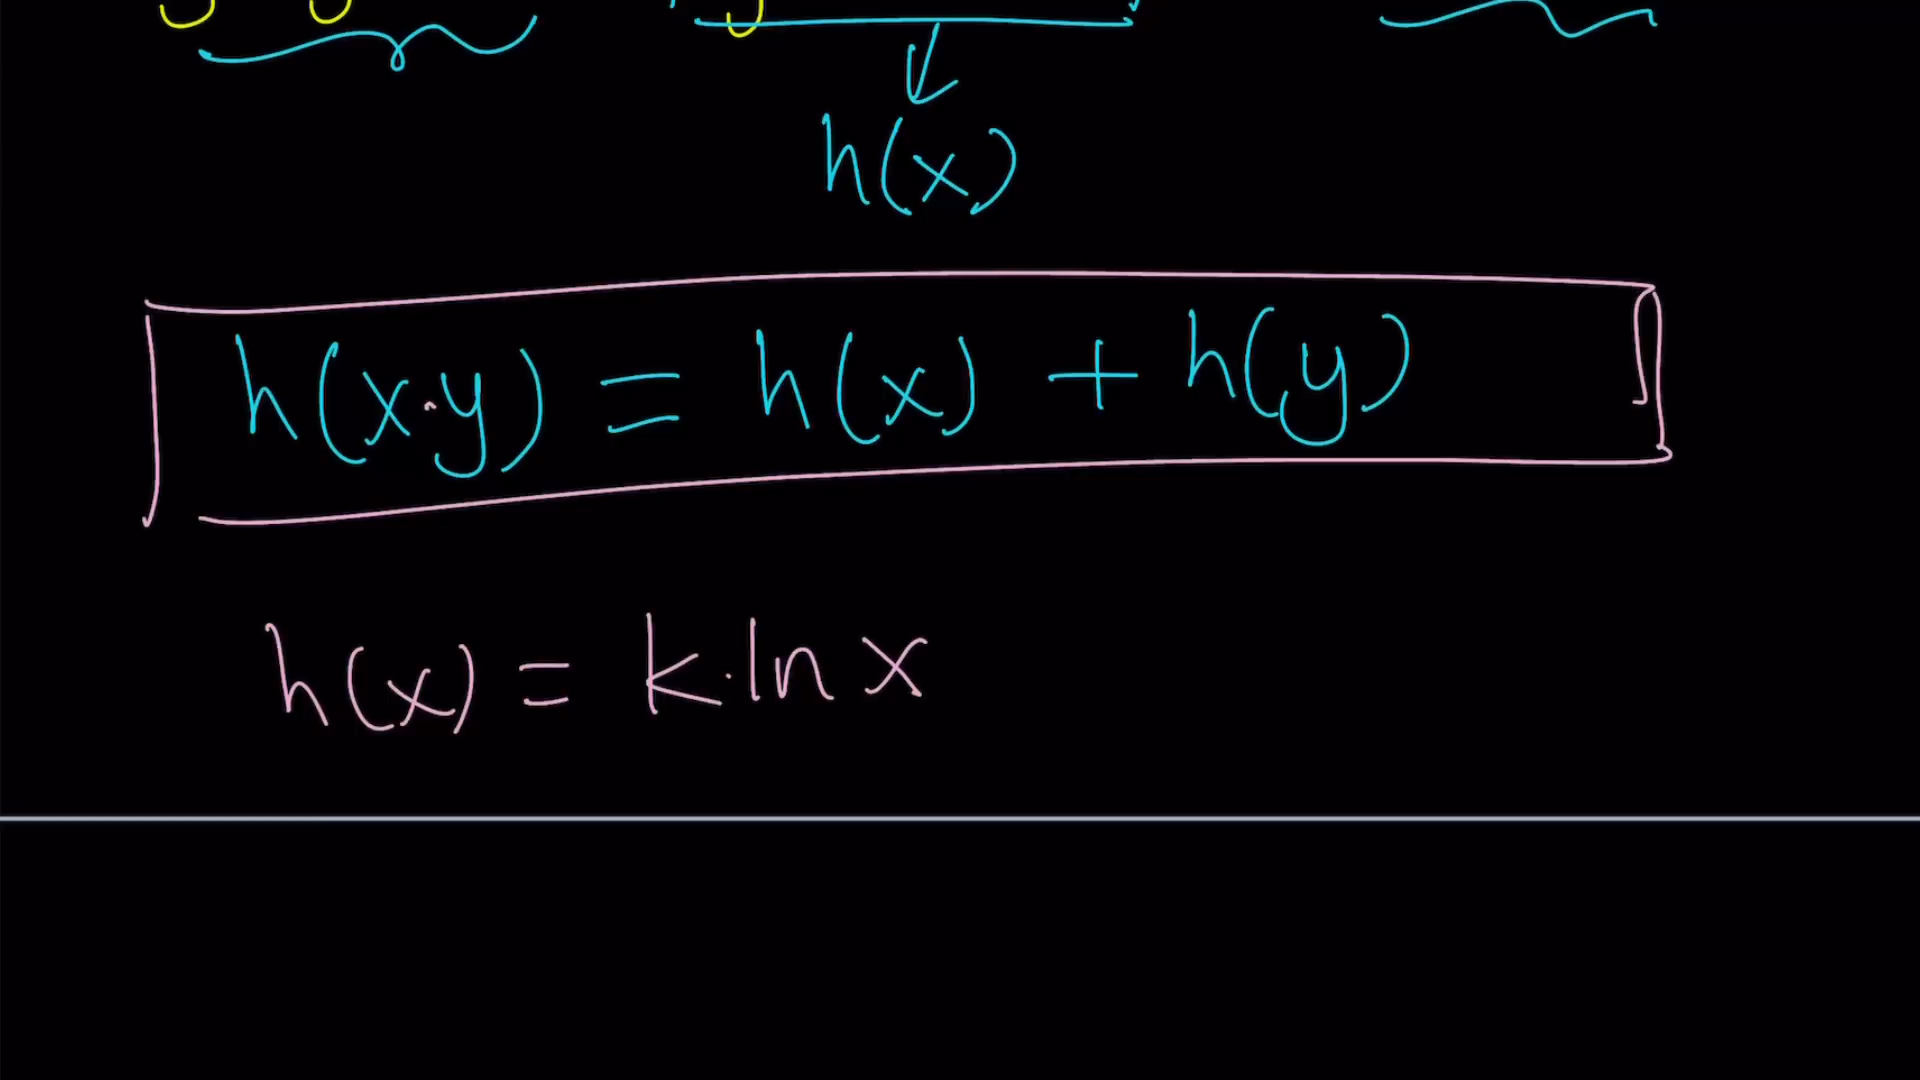 h(x)
h(x·y) = h(x) + h(y)
h(x) = k·ln x